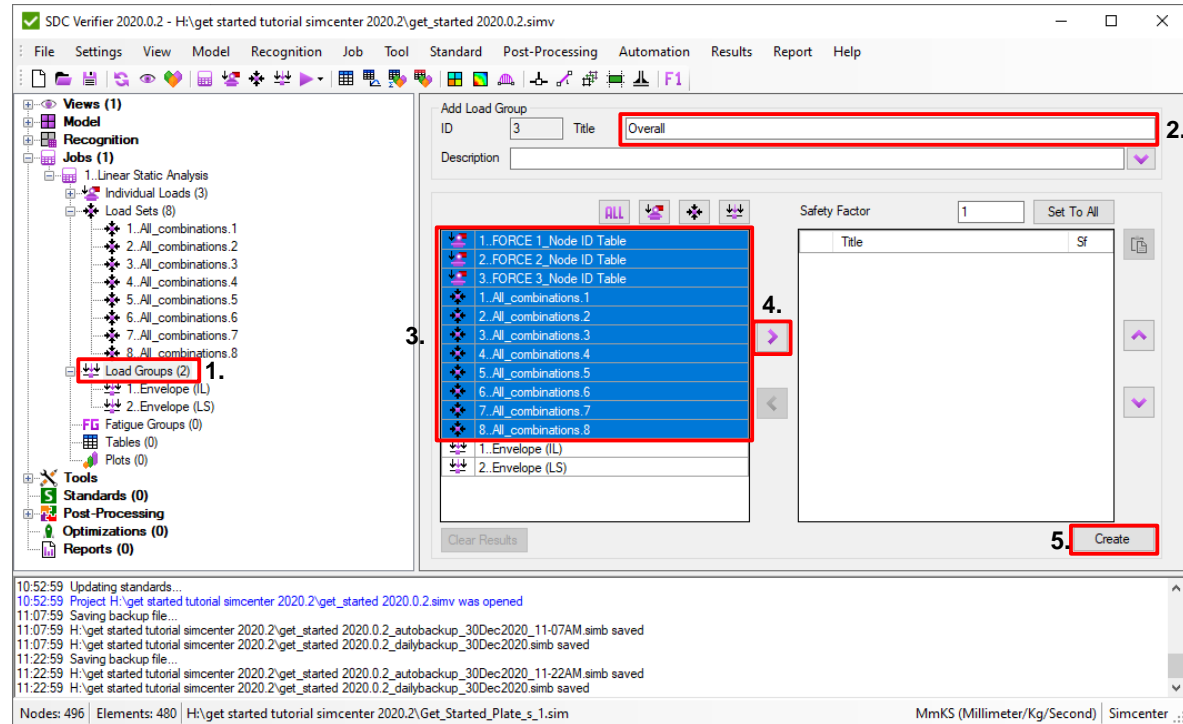 SDC Verifier 2020.0.2 - H:\get started tutorial simcenter 2020.2\get_started 2020.0.2.simv
File Settings View Model Recognition Job Tool Standard Post-Processing Automation Results Report Help
F1
Views (1)
Model
Recognition
Jobs (1)
1..Linear Static Analysis
Individual Loads (3)
Load Sets (8)
1..All_combinations.1
2..All_combinations.2
3..All_combinations.3
4..All_combinations.4
5..All_combinations.5
6..All_combinations.6
7..All_combinations.7
8..All_combinations.8
Load Groups (2) 1.
1..Envelope (IL)
2..Envelope (LS)
FG Fatigue Groups (0)
Tables (0)
Plots (0)
Tools
S Standards (0)
Post-Processing
Optimizations (0)
Reports (0)
Add Load Group
ID 3 Title Overall 2.
Description
ALL Safety Factor 1 Set To All
3.
1..FORCE 1_Node ID Table
2..FORCE 2_Node ID Table
3..FORCE 3_Node ID Table
1..All_combinations.1
2..All_combinations.2
3..All_combinations.3
4..All_combinations.4
5..All_combinations.5
6..All_combinations.6
7..All_combinations.7
8..All_combinations.8
1..Envelope (IL)
2..Envelope (LS)
4.
Title Sf
Clear Results
5. Create
10:52:59 Updating standards...
10:52:59 Project H:\get started tutorial simcenter 2020.2\get_started 2020.0.2.simv was opened
11:07:59 Saving backup file...
11:07:59 H:\get started tutorial simcenter 2020.2\get_started 2020.0.2_autobackup_30Dec2020_11-07AM.simb saved
11:07:59 H:\get started tutorial simcenter 2020.2\get_started 2020.0.2_dailybackup_30Dec2020.simb saved
11:22:59 Saving backup file...
11:22:59 H:\get started tutorial simcenter 2020.2\get_started 2020.0.2_autobackup_30Dec2020_11-22AM.simb saved
11:22:59 H:\get started tutorial simcenter 2020.2\get_started 2020.0.2_dailybackup_30Dec2020.simb saved
Nodes: 496 Elements: 480 H:\get started tutorial simcenter 2020.2\Get_Started_Plate_s_1.sim MmKS (Millimeter/Kg/Second) Simcenter